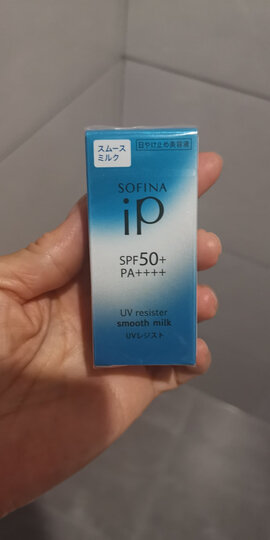 スムース
ミルク
日やけ止め美容液
SOFINA
iP
SPF50+
PA++++
UV resister
smooth milk
UVレジスト